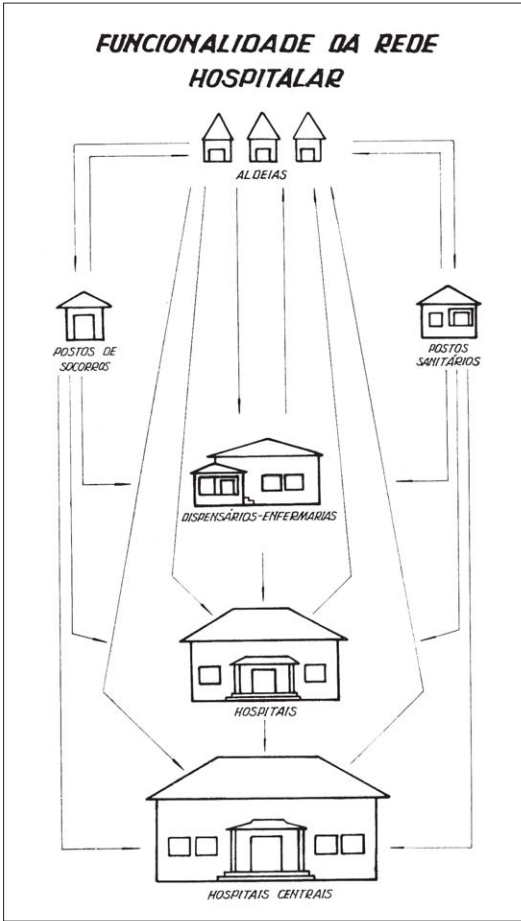 FUNCIONALIDADE DA REDE
HOSPITALAR
ALDEIAS
POSTOS DE
SOCORROS
POSTOS
SANITÁRIOS
DISPENSÁRIOS-ENFERMARIAS
HOSPITAIS
HOSPITAIS CENTRAIS